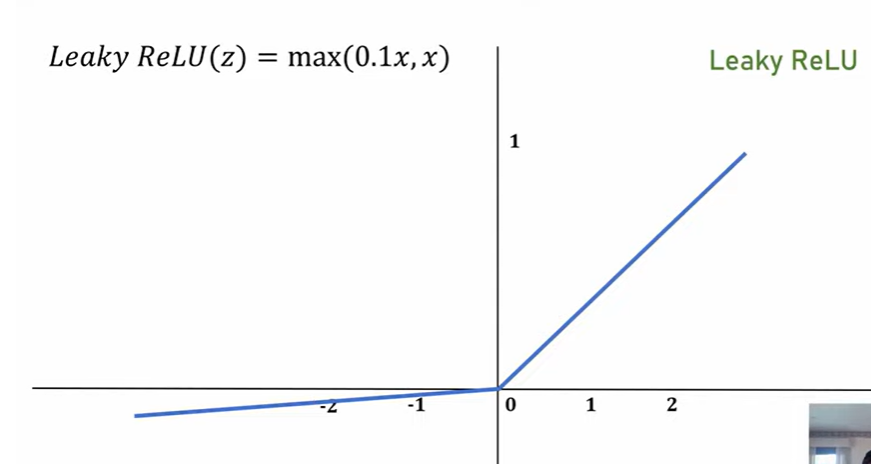 Leaky ReLU(z) = max(0.1x, x)
Leaky ReLU
1
-2 -1 0 1 2